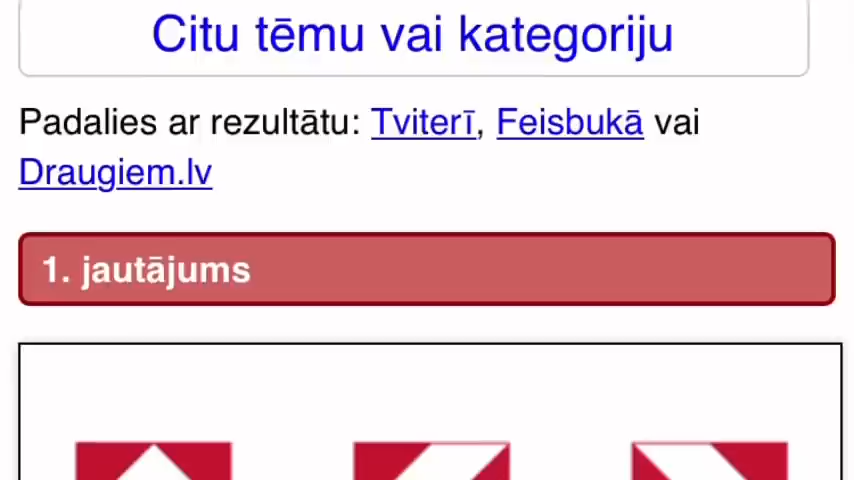 Citu tēmu vai kategoriju
Padalies ar rezultātu: Tviterī, Feisbukā vai
Draugiem.lv
1. jautājums